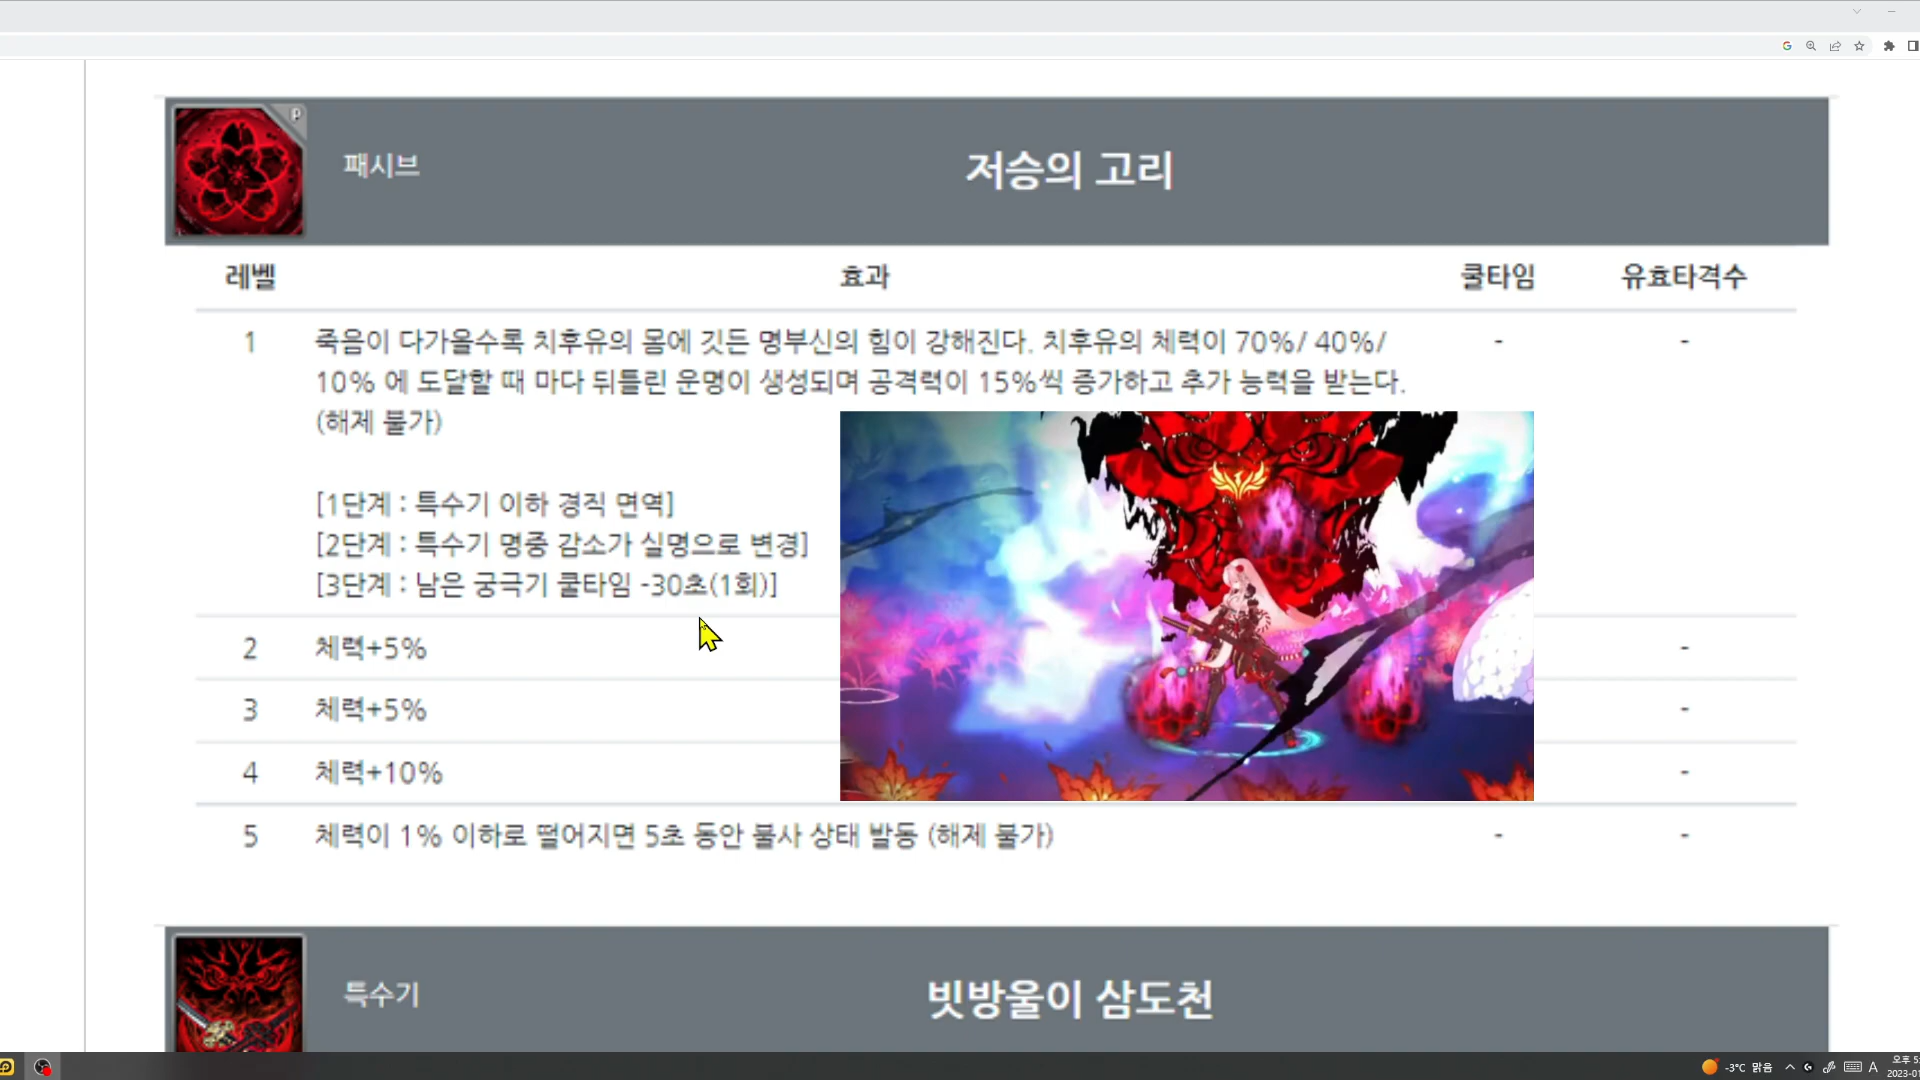 P
패시브
저승의 고리
레벨 효과 쿨타임 유효타격수
1 죽음이 다가올수록 치후유의 몸에 깃든 명부신의 힘이 강해진다. 치후유의 체력이 70%/ 40%/ - -
10% 에 도달할 때 마다 뒤틀린 운명이 생성되며 공격력이 15%씩 증가하고 추가 능력을 받는다.
(해제 불가)
[1단계 : 특수기 이하 경직 면역]
[2단계 : 특수기 명중 감소가 실명으로 변경]
[3단계 : 남은 궁극기 쿨타임 -30초(1회)]
2 체력+5% -
3 체력+5% -
4 체력+10% -
5 체력이 1% 이하로 떨어지면 5초 동안 불사 상태 발동 (해제 불가) - -
특수기
빗방울이 삼도천
-3°C 맑음 A
오후 5:
2023-01